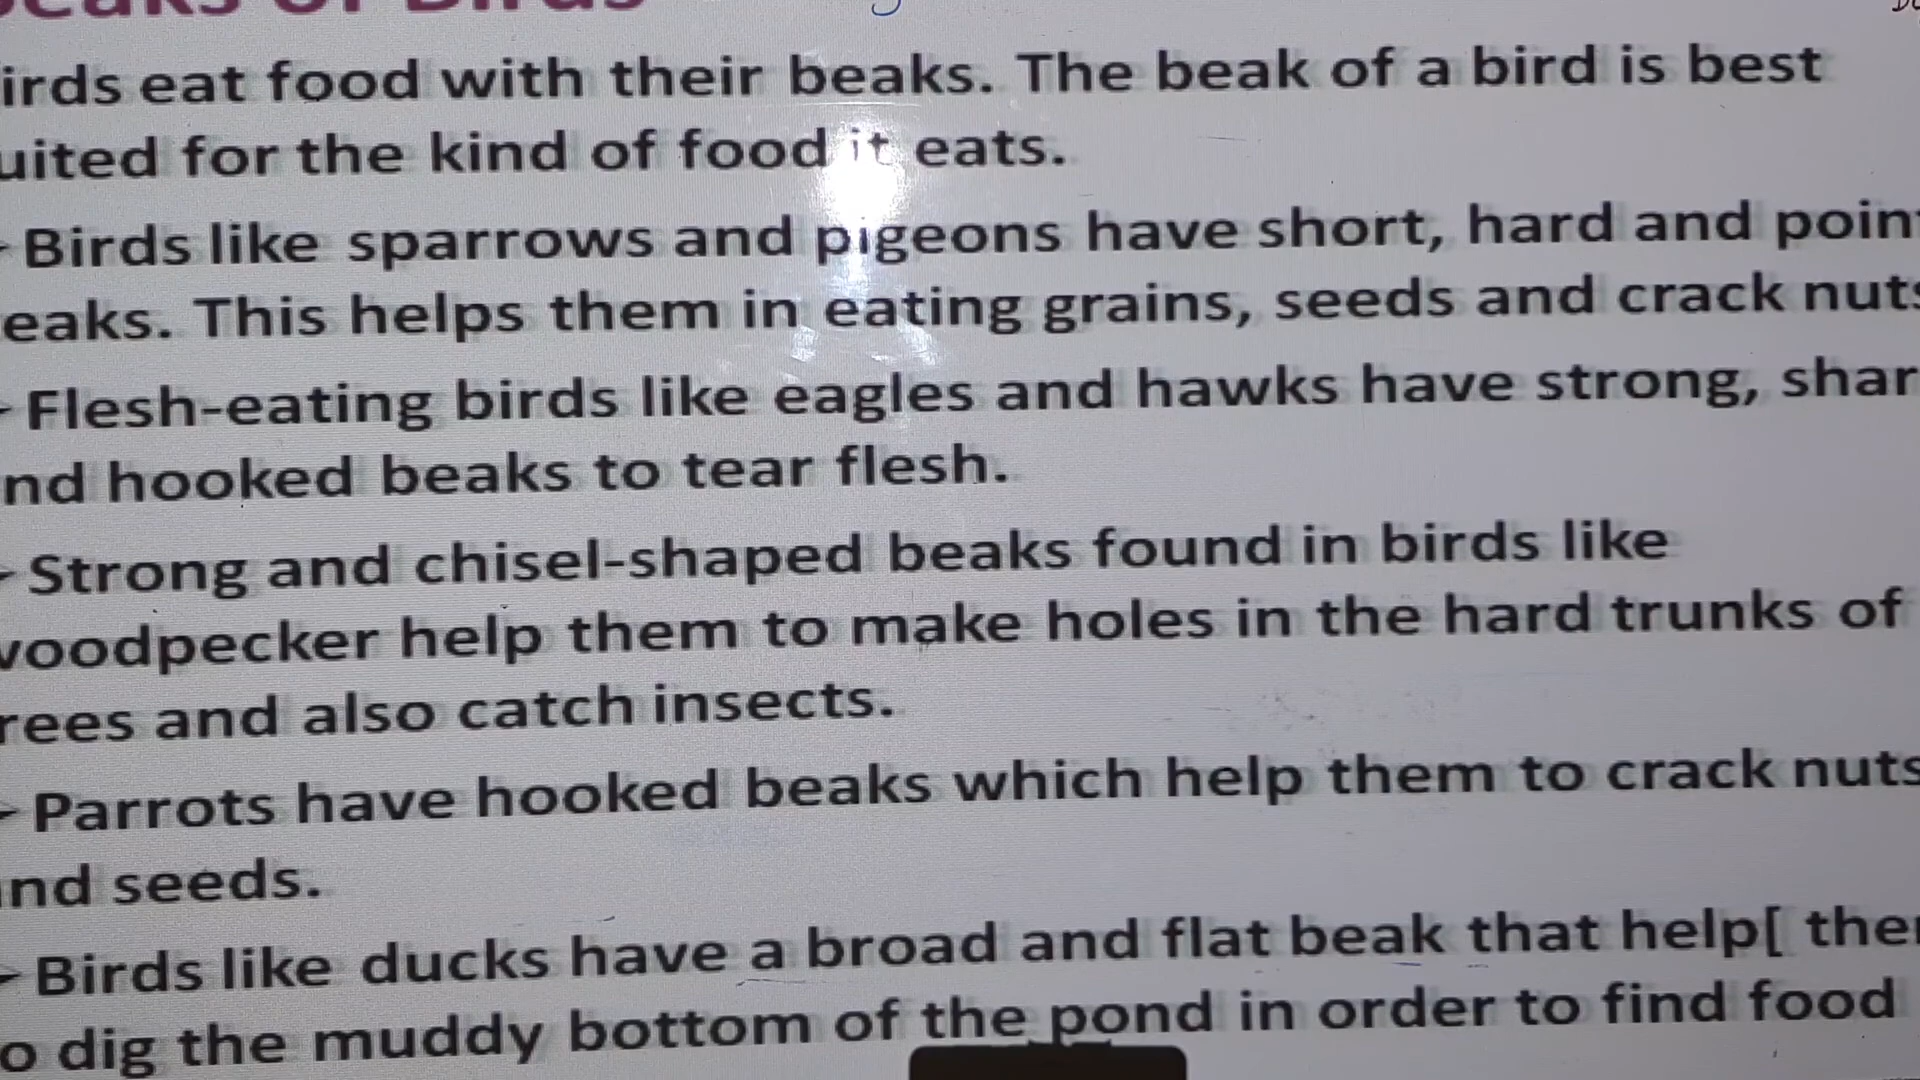 eaks of Birds
irds eat food with their beaks. The beak of a bird is best
uited for the kind of food it eats.
Birds like sparrows and pigeons have short, hard and poin
eaks. This helps them in eating grains, seeds and crack nuts
Flesh-eating birds like eagles and hawks have strong, shar
nd hooked beaks to tear flesh.
Strong and chisel-shaped beaks found in birds like
oodpecker help them to make holes in the hard trunks of
rees and also catch insects.
Parrots have hooked beaks which help them to crack nuts
nd seeds.
Birds like ducks have a broad and flat beak that help[ the
o dig the muddy bottom of the pond in order to find food